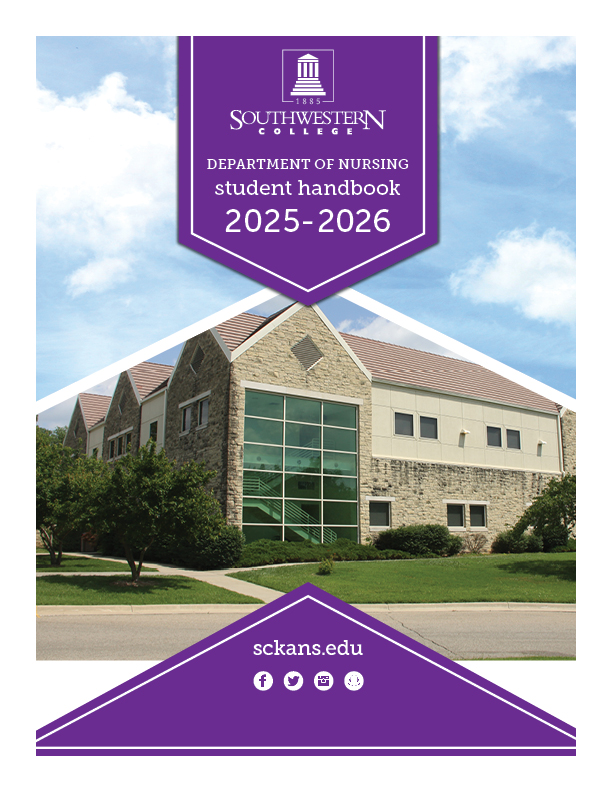 1885
SOUTHWESTERN
COLLEGE
DEPARTMENT OF NURSING
student handbook
2025-2026
sckans.edu